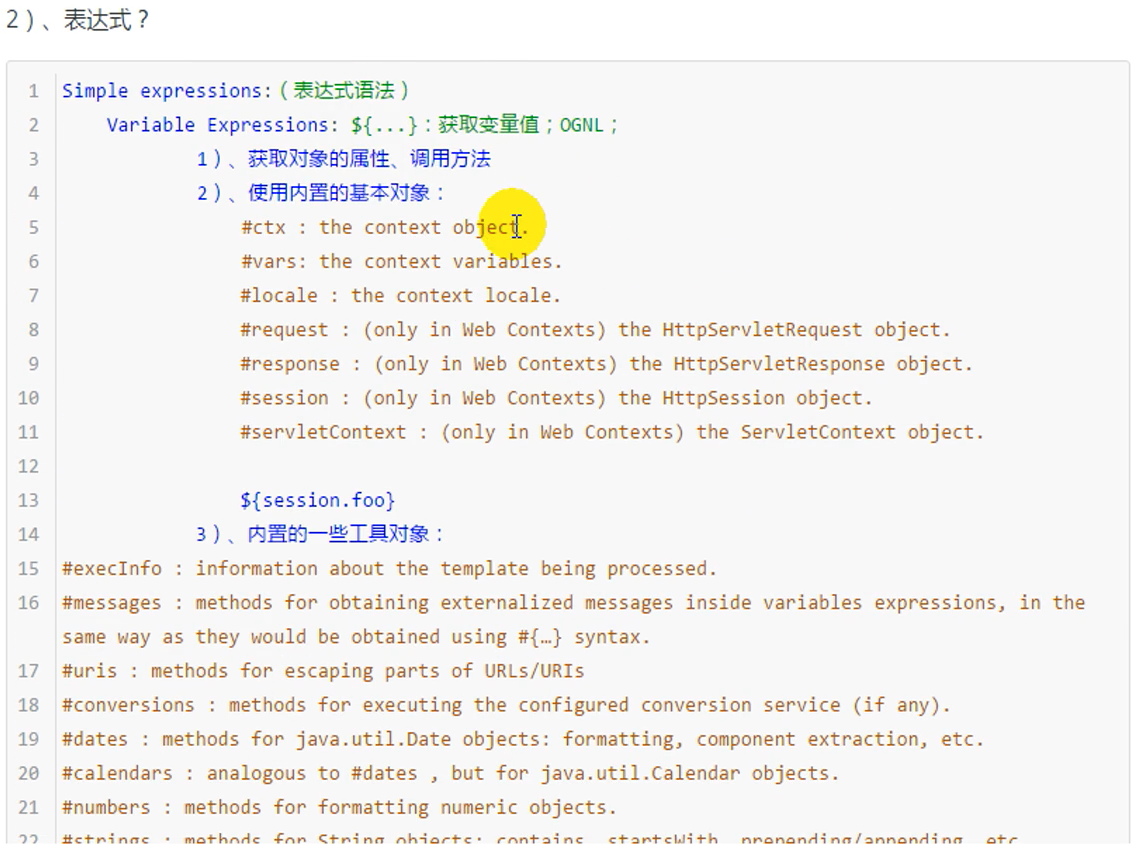 2)、表达式?
1 Simple expressions:(表达式语法)
2 Variable Expressions: ${...}:获取变量值;OGNL;
3 1)、获取对象的属性、调用方法
4 2)、使用内置的基本对象:
5 #ctx : the context object.
6 #vars: the context variables.
7 #locale : the context locale.
8 #request : (only in Web Contexts) the HttpServletRequest object.
9 #response : (only in Web Contexts) the HttpServletResponse object.
10 #session : (only in Web Contexts) the HttpSession object.
11 #servletContext : (only in Web Contexts) the ServletContext object.
12
13 ${session.foo}
14 3)、内置的一些工具对象:
15 #execInfo : information about the template being processed.
16 #messages : methods for obtaining externalized messages inside variables expressions, in the
same way as they would be obtained using #{…} syntax.
17 #uris : methods for escaping parts of URLs/URIs
18 #conversions : methods for executing the configured conversion service (if any).
19 #dates : methods for java.util.Date objects: formatting, component extraction, etc.
20 #calendars : analogous to #dates , but for java.util.Calendar objects.
21 #numbers : methods for formatting numeric objects.
22 #strings : methods for String objects: contains, startsWith, prepending/appending, etc.